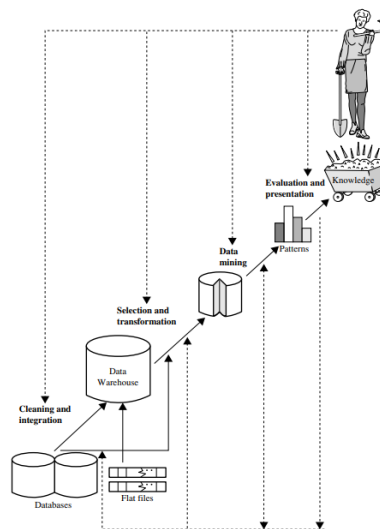 Evaluation and
presentation
Knowledge
Patterns
Data
mining
Selection and
transformation
Data
Warehouse
Cleaning and
integration
Databases
Flat files